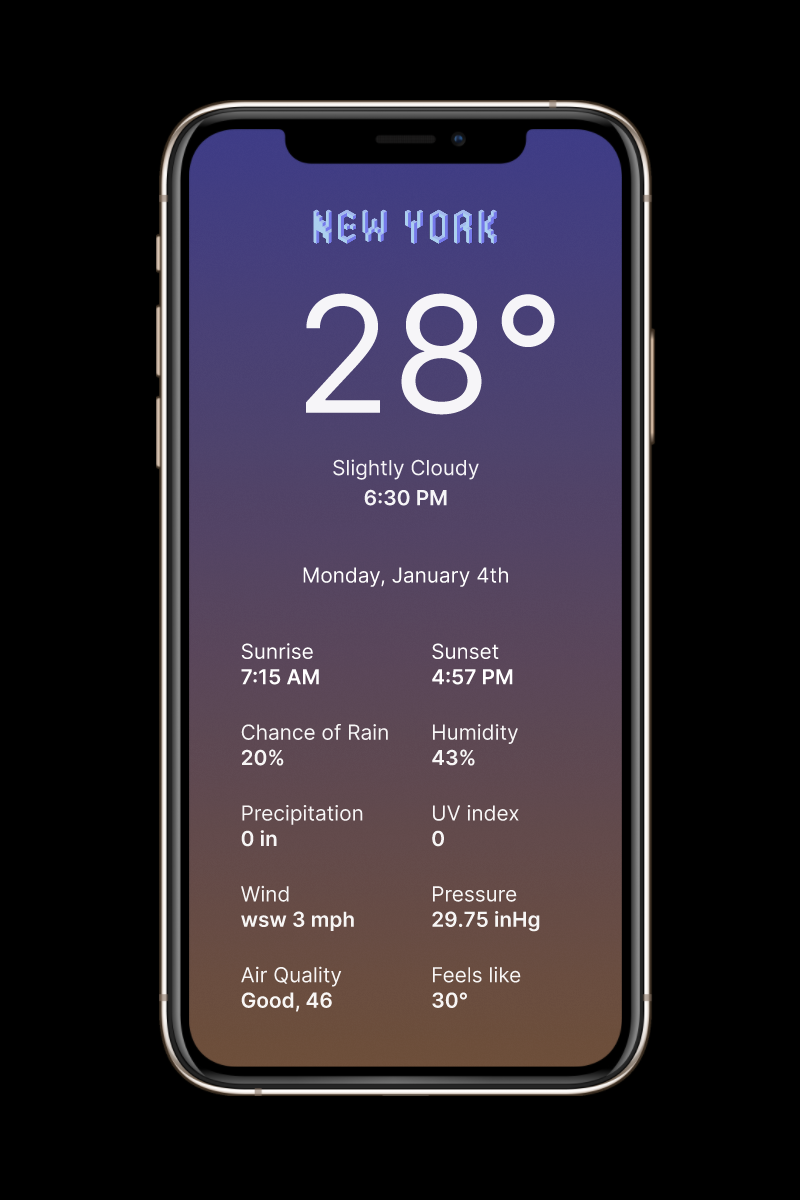 NEW YORK
28°
Slightly Cloudy
6:30 PM
Monday, January 4th
Sunrise
7:15 AM
Sunset
4:57 PM
Chance of Rain
20%
Humidity
43%
Precipitation
0 in
UV index
0
Wind
wsw 3 mph
Pressure
29.75 inHg
Air Quality
Good, 46
Feels like
30°